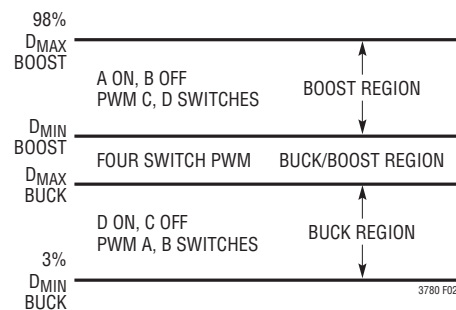 98%
DMAX
BOOST
A ON, B OFF
PWM C, D SWITCHES
BOOST REGION
DMIN
BOOST
FOUR SWITCH PWM
BUCK/BOOST REGION
DMAX
BUCK
D ON, C OFF
PWM A, B SWITCHES
BUCK REGION
3%
DMIN
BUCK
3780 F02